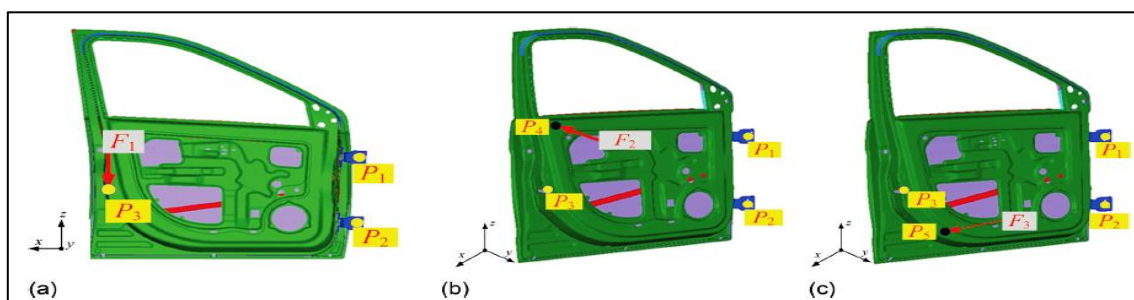 F₁
P₃
P₁
P₂
z
x
y
(a)
P₄
F₂
P₁
P₃
P₂
z
x
y
(b)
P₁
P₃
P₂
P₅
F₃
z
x
y
(c)